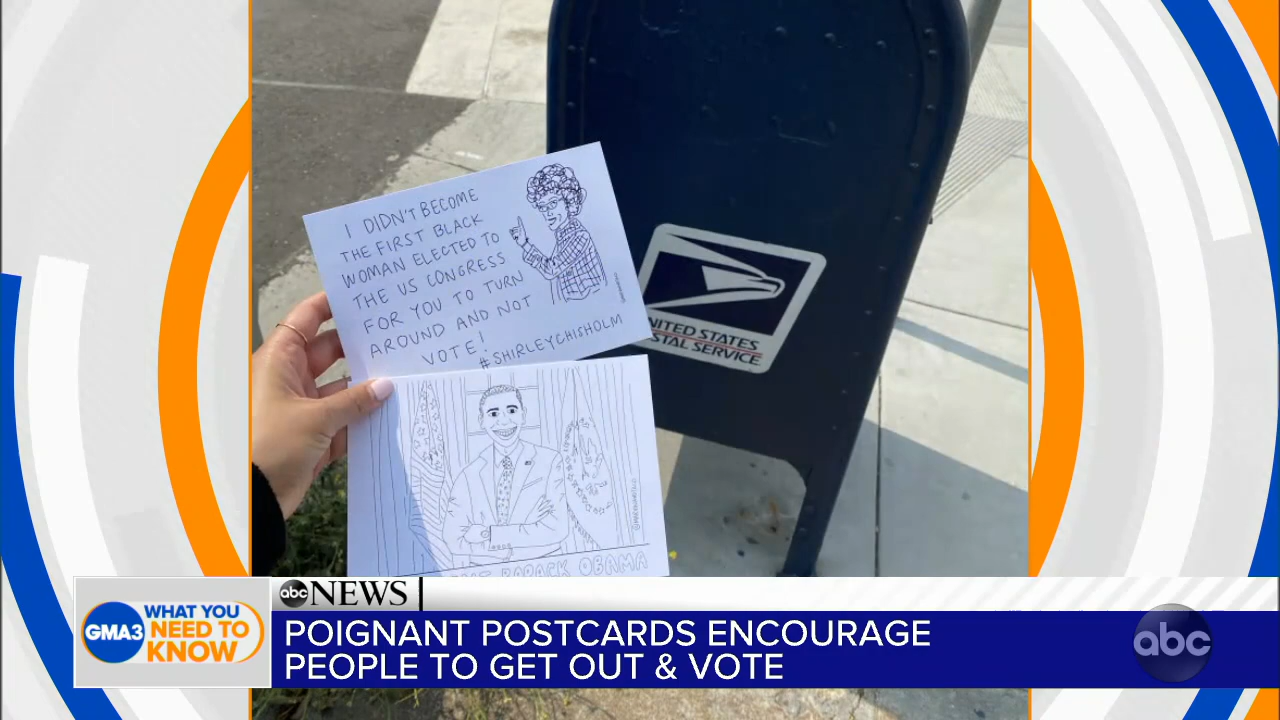 I DIDN'T BECOME
THE FIRST BLACK
WOMAN ELECTED TO
THE US CONGRESS
FOR YOU TO TURN
AROUND AND NOT
VOTE!
#SHIRLEYCHISHOLM
UNITED STATES
POSTAL SERVICE
BARACK OBAMA
abc NEWS
GMA3
WHAT YOU
NEED TO
KNOW
POIGNANT POSTCARDS ENCOURAGE
PEOPLE TO GET OUT & VOTE
abc